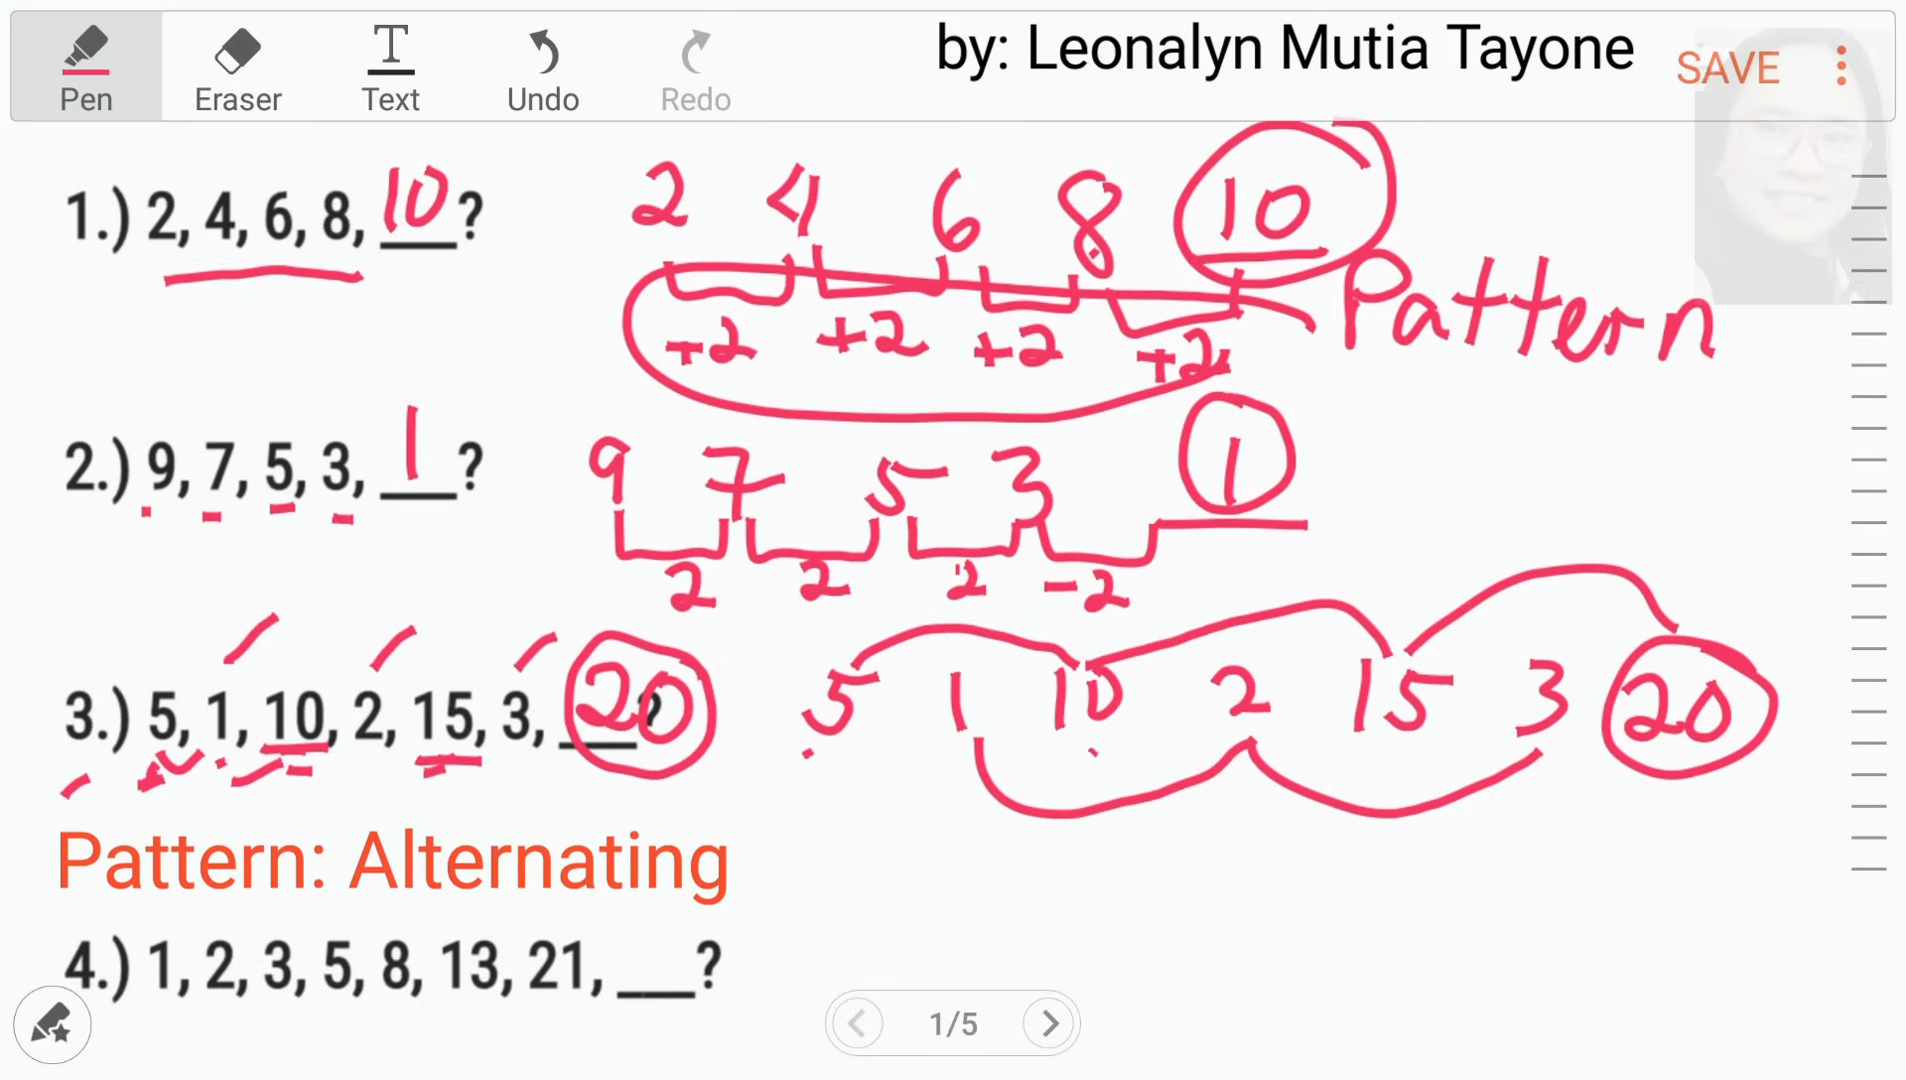 by: Leonalyn Mutia Tayone
SAVE
Pen Eraser Text Undo Redo
1.) 2, 4, 6, 8, 10?
2 4 6 8 10
+2 +2 +2 +2
Pattern
2.) 9, 7, 5, 3, 1?
9 7 5 3 1
2 2 2 -2
3.) 5, 1, 10, 2, 15, 3, 20?
5 1 10 2 15 3 20
Pattern: Alternating
4.) 1, 2, 3, 5, 8, 13, 21, ___?
1/5